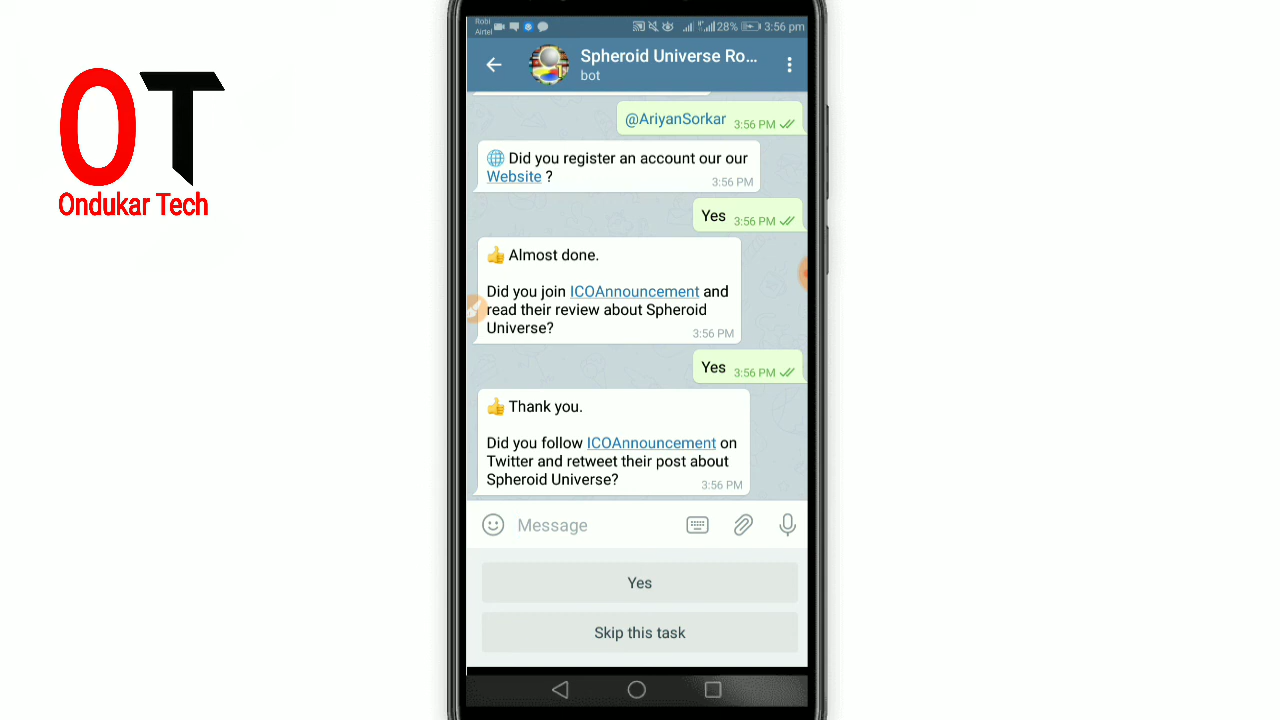 OT
Ondukar Tech
Robi
Airtel
28% 3:56 pm
Spheroid Universe Ro...
bot
@AriyanSorkar 3:56 PM
Did you register an account our our
Website ?
3:56 PM
Yes 3:56 PM
Almost done.
Did you join ICOAnnouncement and
read their review about Spheroid
Universe?
3:56 PM
Yes 3:56 PM
Thank you.
Did you follow ICOAnnouncement on
Twitter and retweet their post about
Spheroid Universe?
3:56 PM
Message
Yes
Skip this task